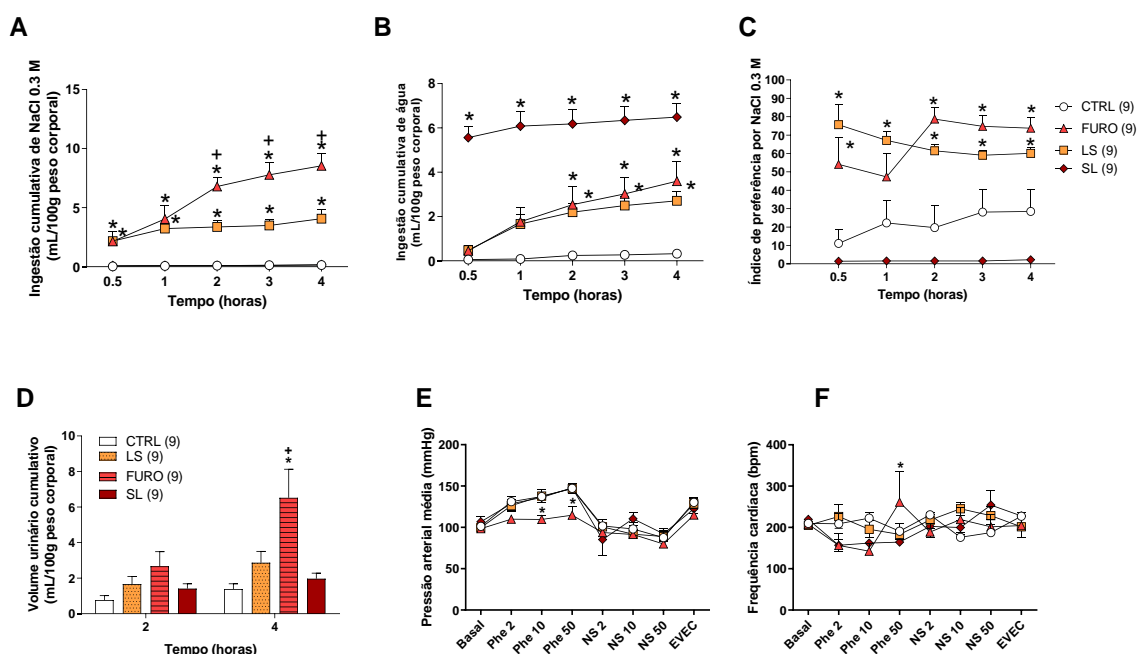 A
Ingestão cumulativa de NaCl 0.3 M
(mL/100g peso corporal)
15
10
5
0
* * * * + * * + * * + * *
0.5 1 2 3 4
Tempo (horas)
B
Ingestão cumulativa de água
(mL/100g peso corporal)
8
6
4
2
0
* * * * *
* * * * * *
0.5 1 2 3 4
Tempo (horas)
C
Índice de preferência por NaCl 0.3 M
100
90
80
70
60
50
40
30
20
10
0
* * * * *
* * * *
0.5 1 2 3 4
Tempo (horas)
CTRL (9)
FURO (9)
LS (9)
SL (9)
D
Volume urinário cumulativo
(mL/100g peso corporal)
10
8
6
4
2
0
CTRL (9)
LS (9)
FURO (9)
SL (9)
+
*
2 4
Tempo (horas)
E
Pressão arterial média (mmHg)
200
150
100
50
0
* *
Basal Phe 2 Phe 10 Phe 50 NS 2 NS 10 NS 50 EVEC
F
Frequência cardíaca (bpm)
400
300
200
100
0
*
Basal Phe 2 Phe 10 Phe 50 NS 2 NS 10 NS 50 EVEC